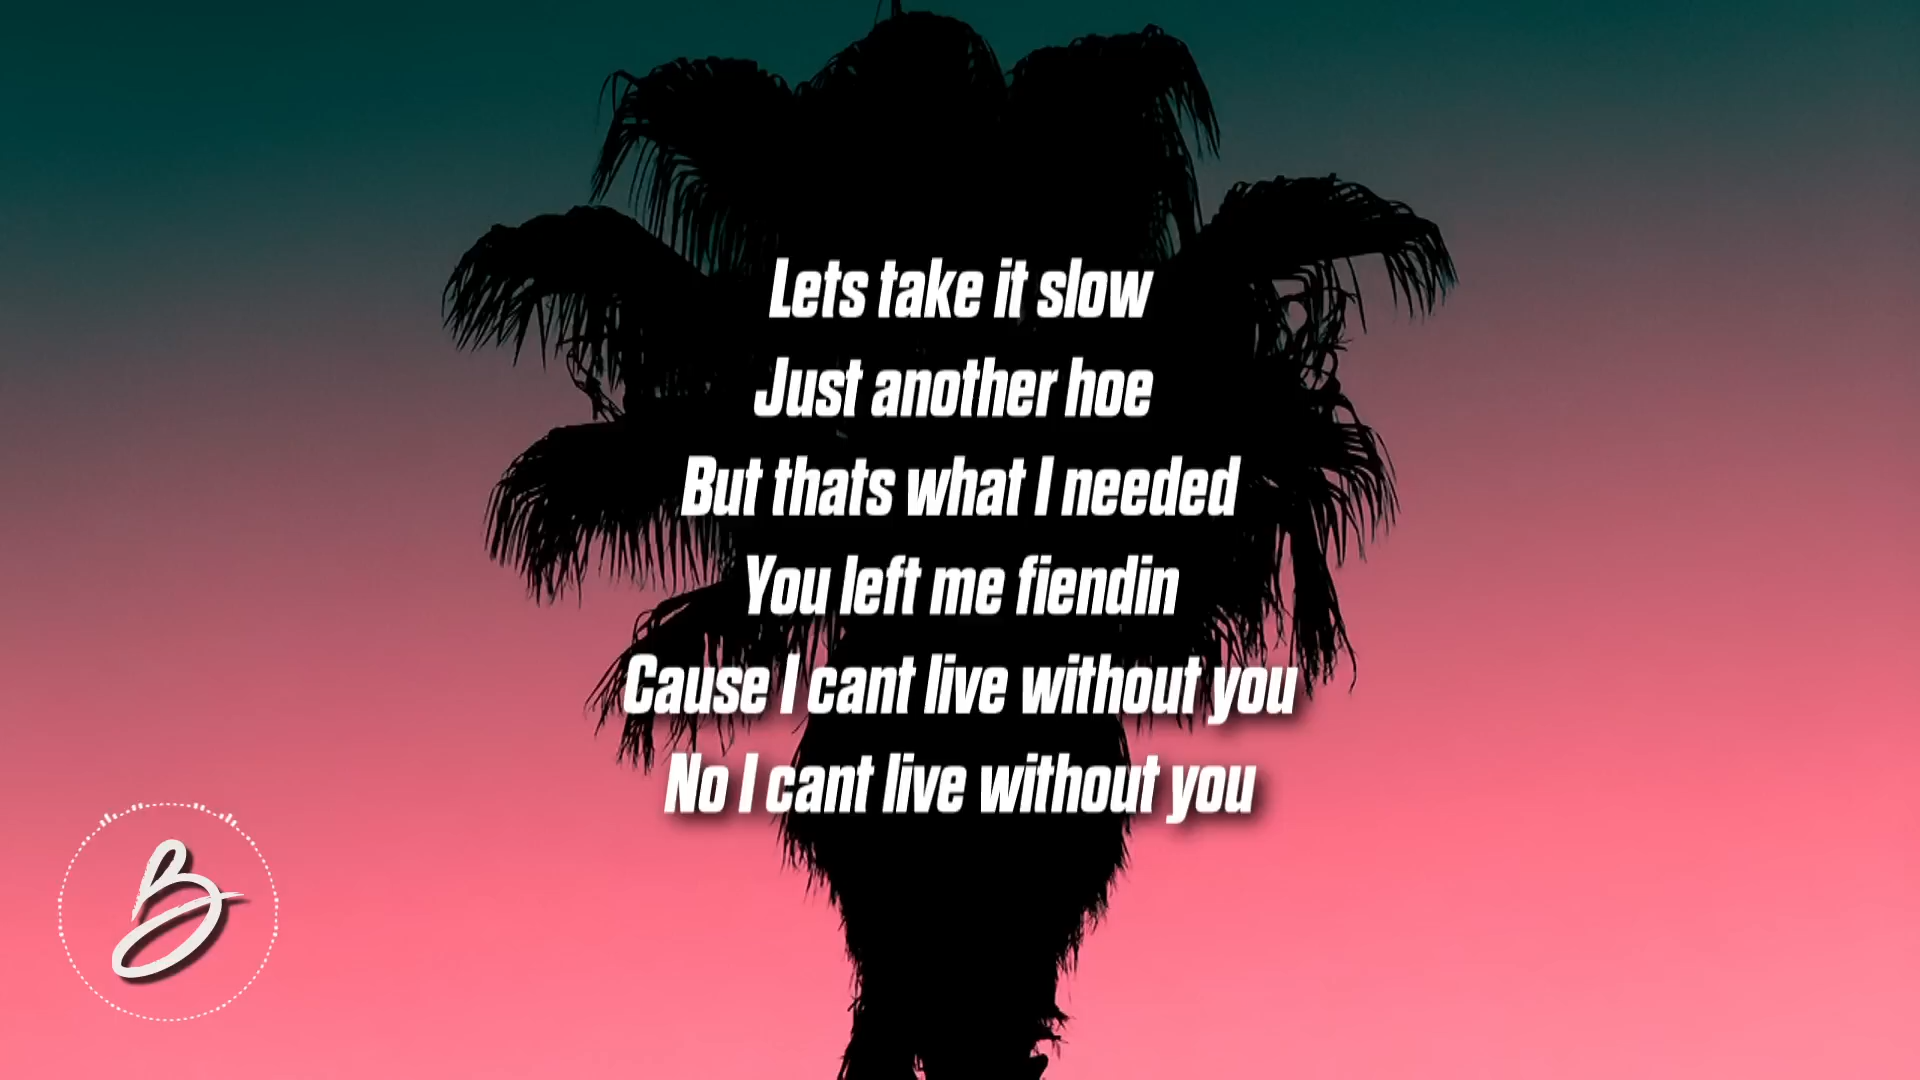 Lets take it slow
Just another hoe
But thats what I needed
You left me fiendin
Cause I cant live without you
No I cant live without you
B